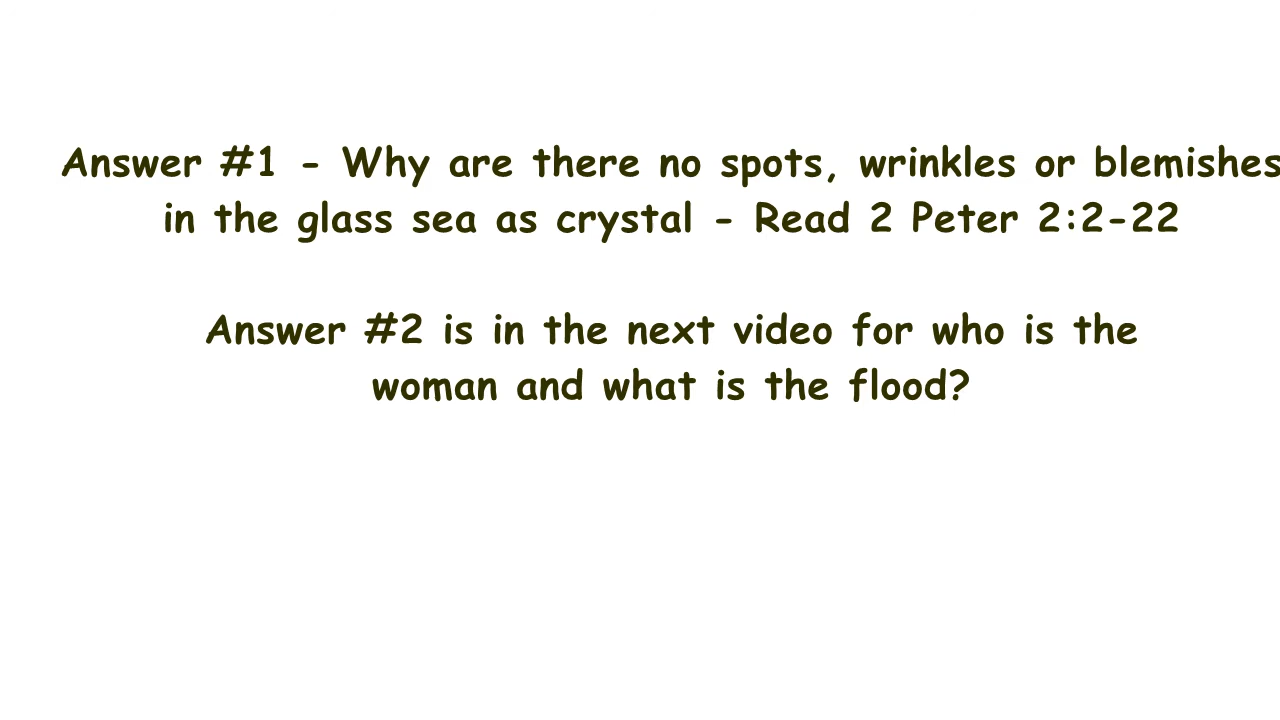 Answer #1 - Why are there no spots, wrinkles or blemishes
in the glass sea as crystal - Read 2 Peter 2:2-22
Answer #2 is in the next video for who is the
woman and what is the flood?